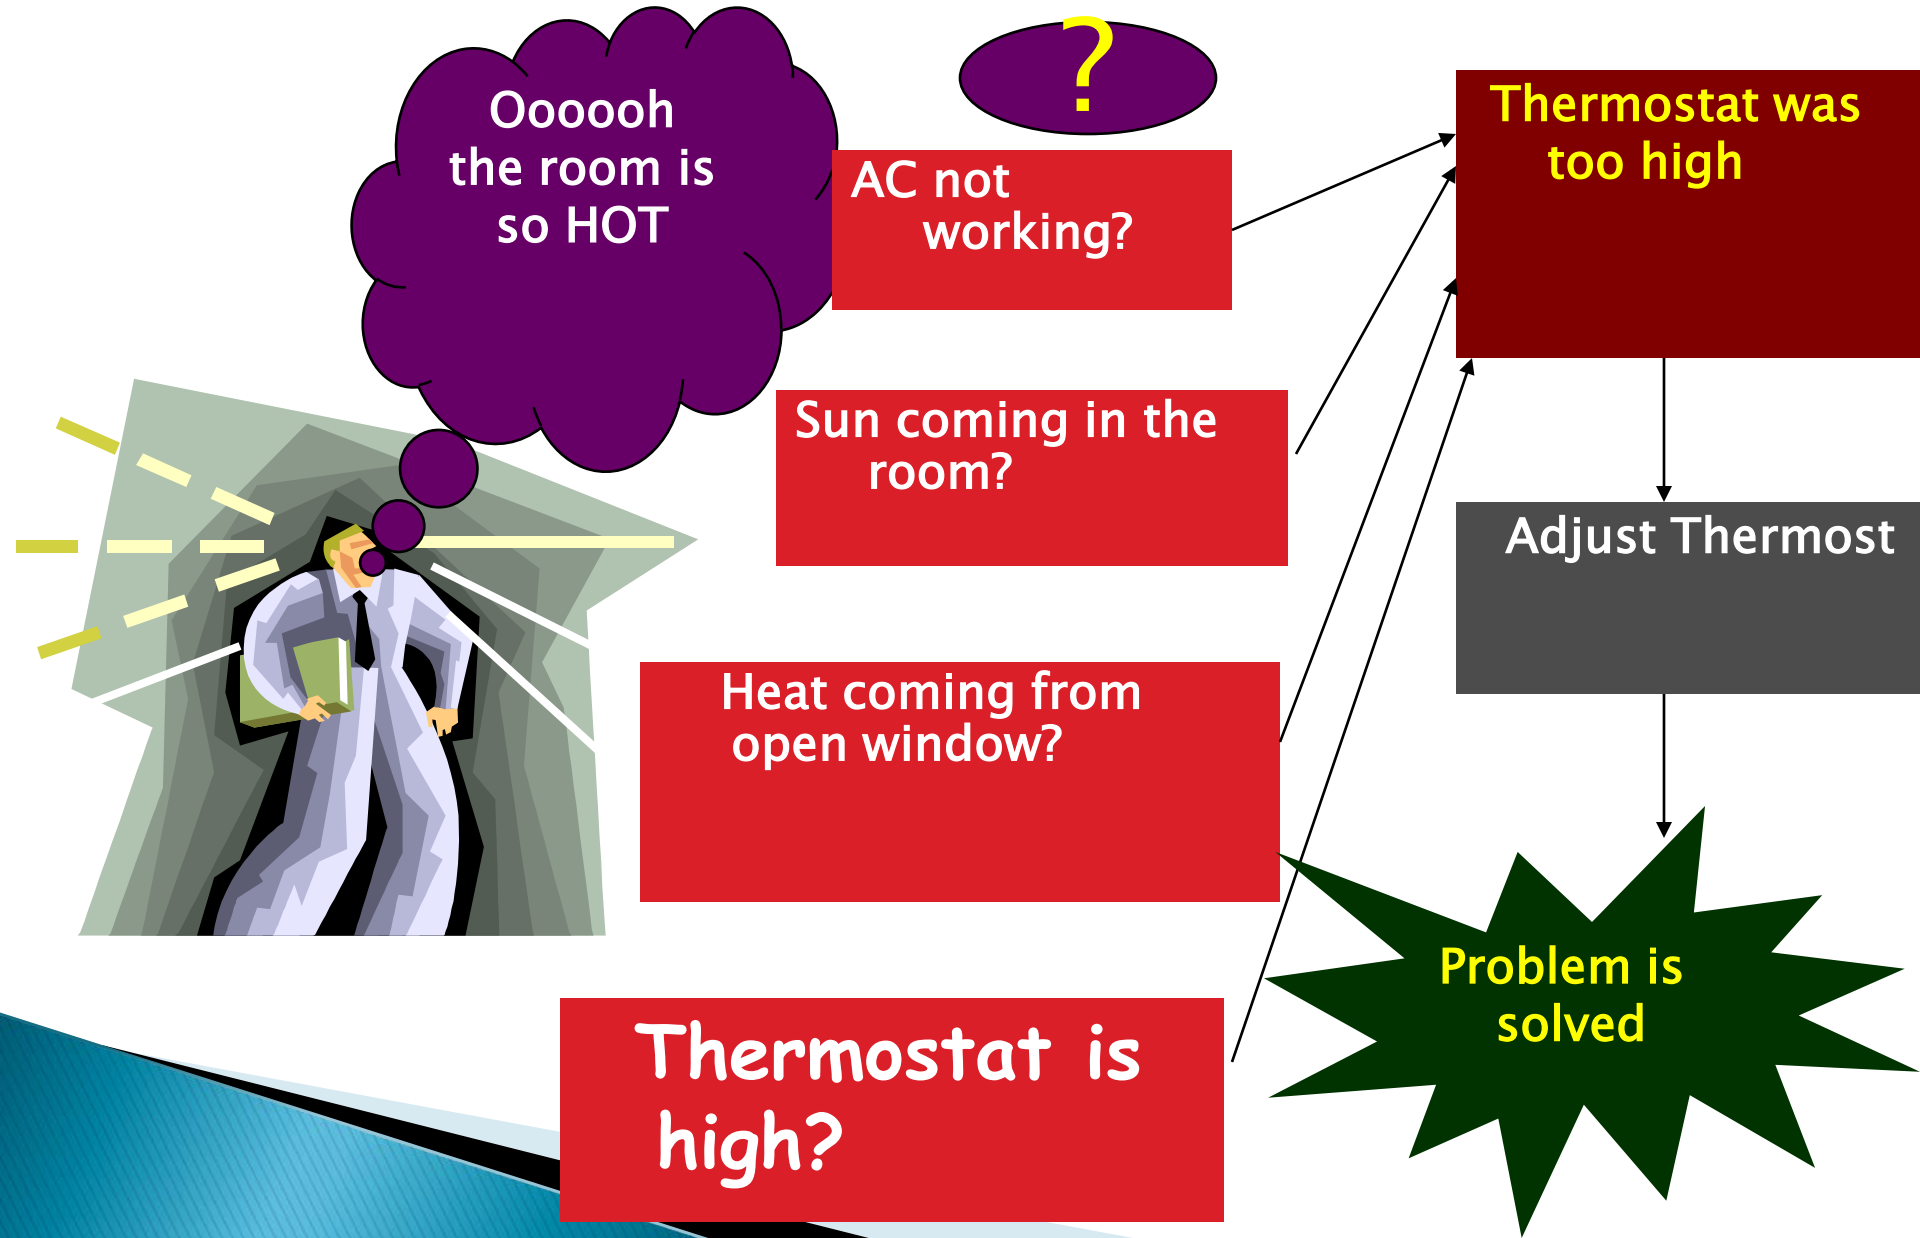 Oooooh
the room is
so HOT
?
AC not
working?
Sun coming in the
room?
Heat coming from
open window?
Thermostat is
high?
Thermostat was
too high
Adjust Thermost
Problem is
solved